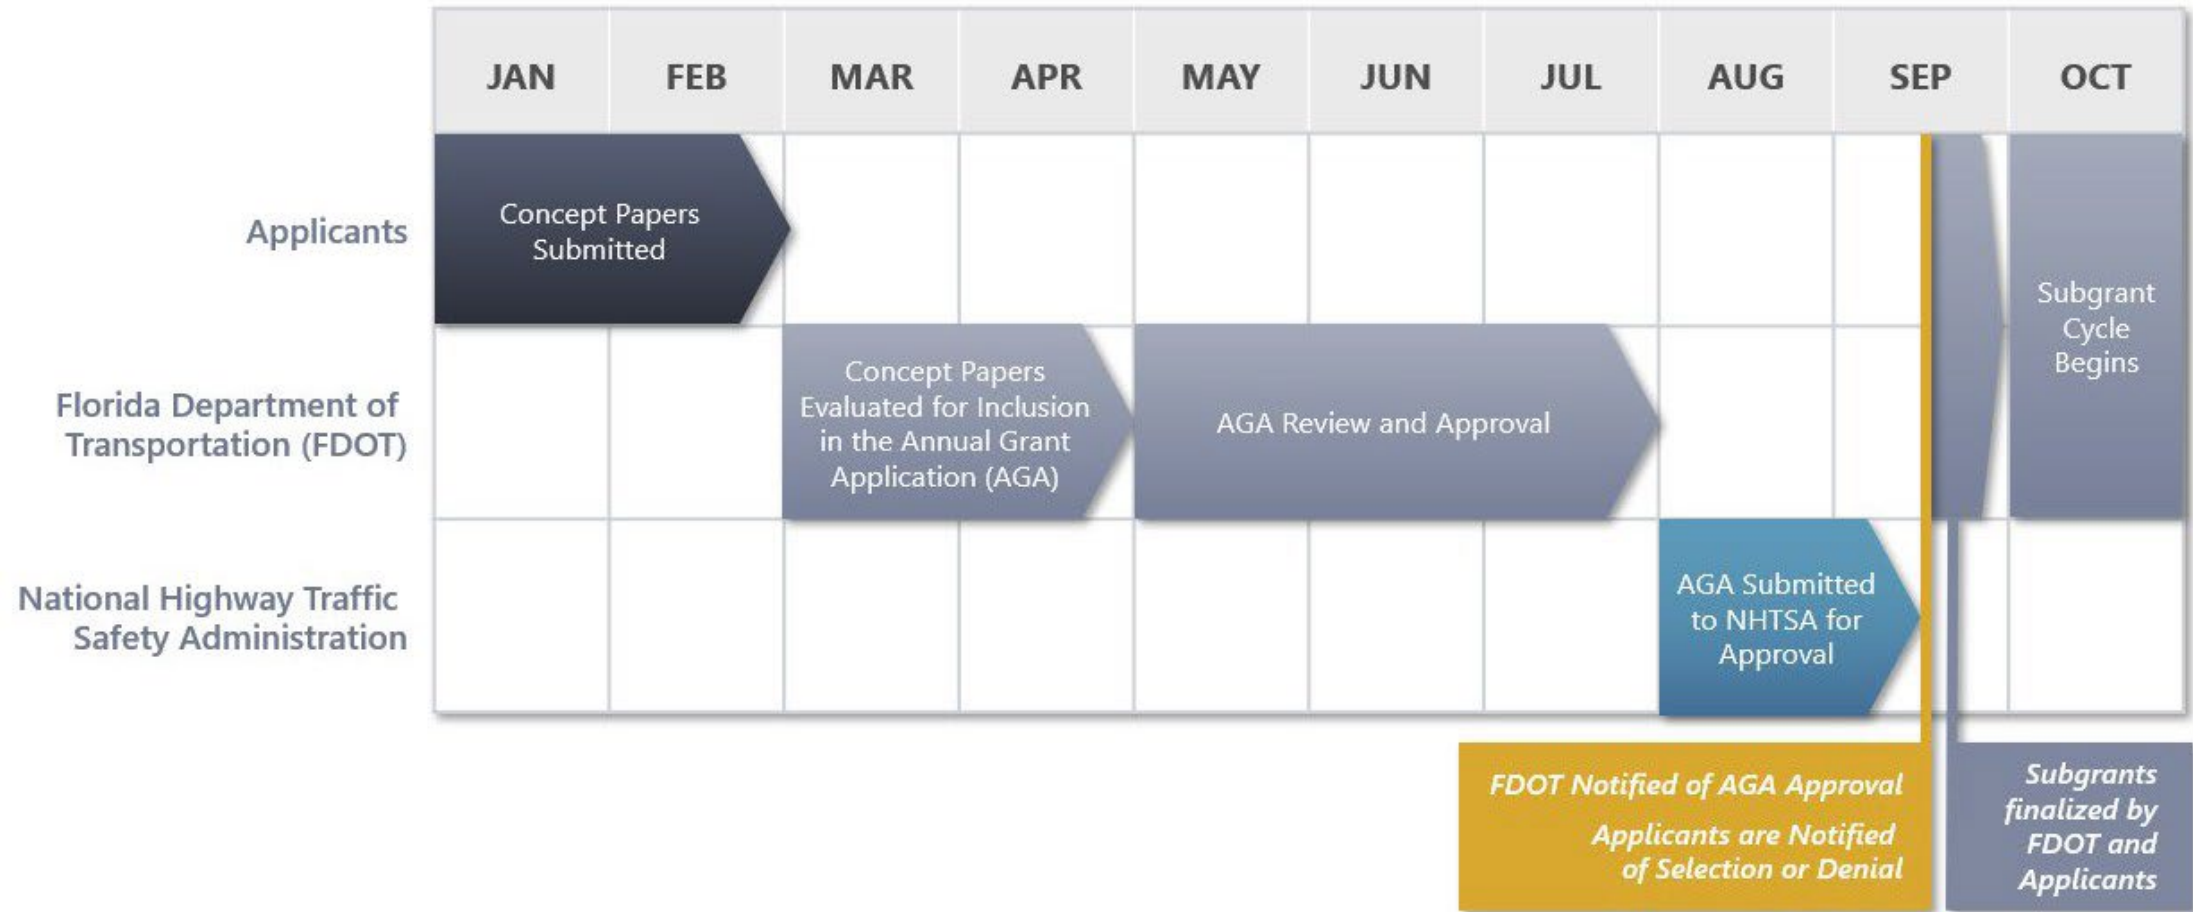 JAN FEB MAR APR MAY JUN JUL AUG SEP OCT
Applicants
Concept Papers
Submitted
Subgrant
Cycle
Begins
Florida Department of
Transportation (FDOT)
Concept Papers
Evaluated for Inclusion
in the Annual Grant
Application (AGA)
AGA Review and Approval
National Highway Traffic
Safety Administration
AGA Submitted
to NHTSA for
Approval
FDOT Notified of AGA Approval
Applicants are Notified
of Selection or Denial
Subgrants
finalized by
FDOT and
Applicants